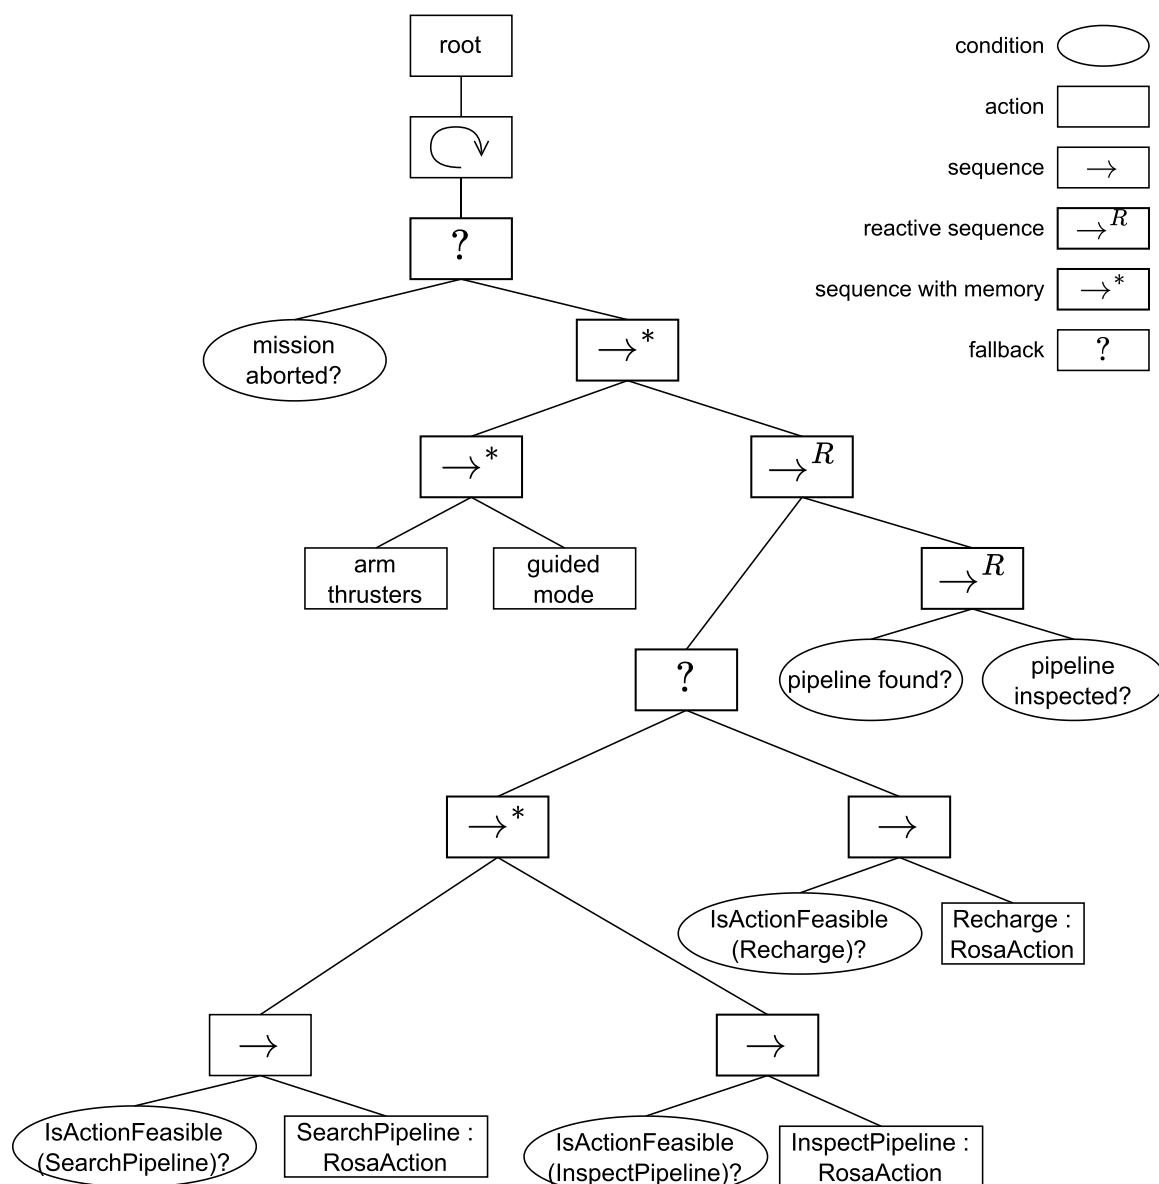 root
condition
action
sequence
→
reactive sequence
→R
sequence with memory
→*
fallback
?
?
mission
aborted?
→*
→*
→R
arm
thrusters
guided
mode
→R
?
pipeline found?
pipeline
inspected?
→*
→
IsActionFeasible
(Recharge)?
Recharge :
RosaAction
→
→
IsActionFeasible
(SearchPipeline)?
SearchPipeline :
RosaAction
IsActionFeasible
(InspectPipeline)?
InspectPipeline :
RosaAction